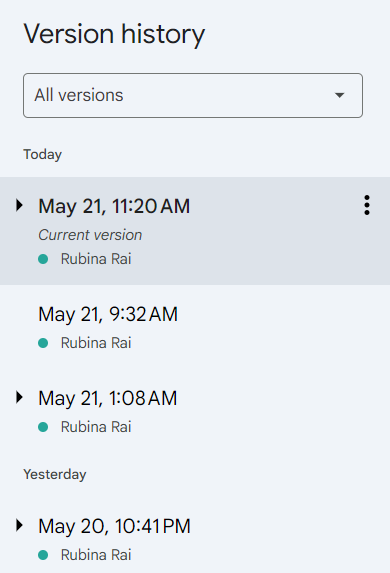 Version history
All versions
Today
May 21, 11:20 AM
Current version
Rubina Rai
May 21, 9:32 AM
Rubina Rai
May 21, 1:08 AM
Rubina Rai
Yesterday
May 20, 10:41 PM
Rubina Rai